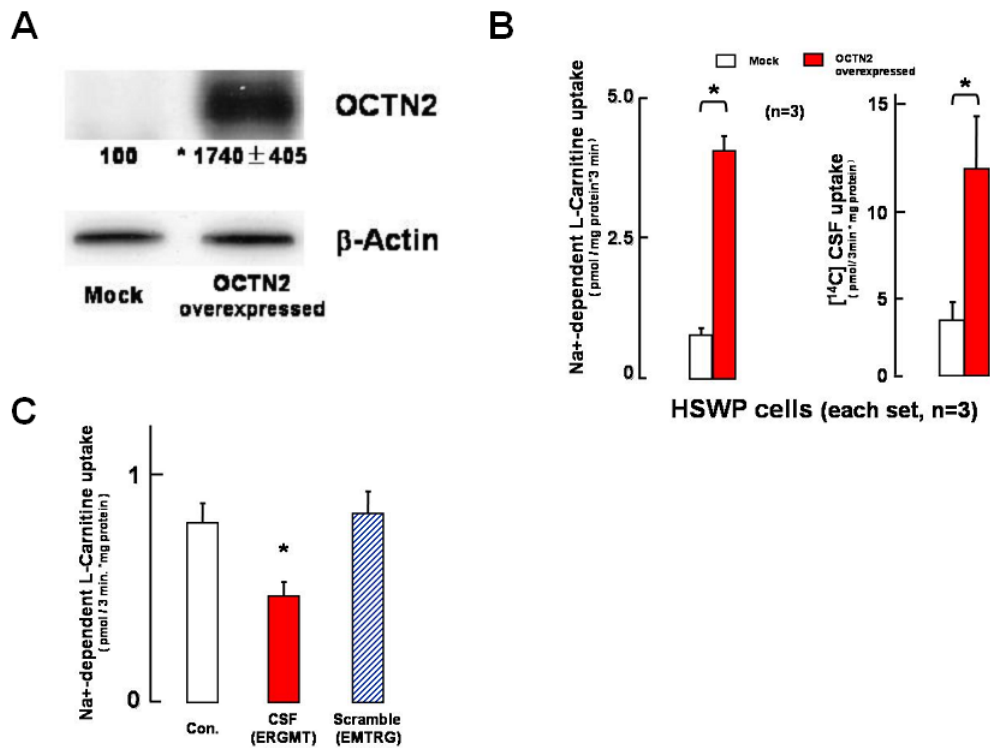 A
OCTN2
100 * 1740 ± 405
β-Actin
Mock OCTN2
overexpressed
B
Mock OCTN2
overexpressed
Na+-dependent L-Carnitine uptake
( pmol / mg protein*3 min)
5.0
2.5
0
*
(n=3)
[¹⁴C] CSF uptake
( pmol/ 3min * mg protein)
15
10
5
0
*
HSWP cells (each set, n=3)
C
Na+-dependent L-Carnitine uptake
( pmol / 3 min. *mg protein )
1
0
*
Con.
CSF
(ERGMT)
Scramble
(EMTRG)